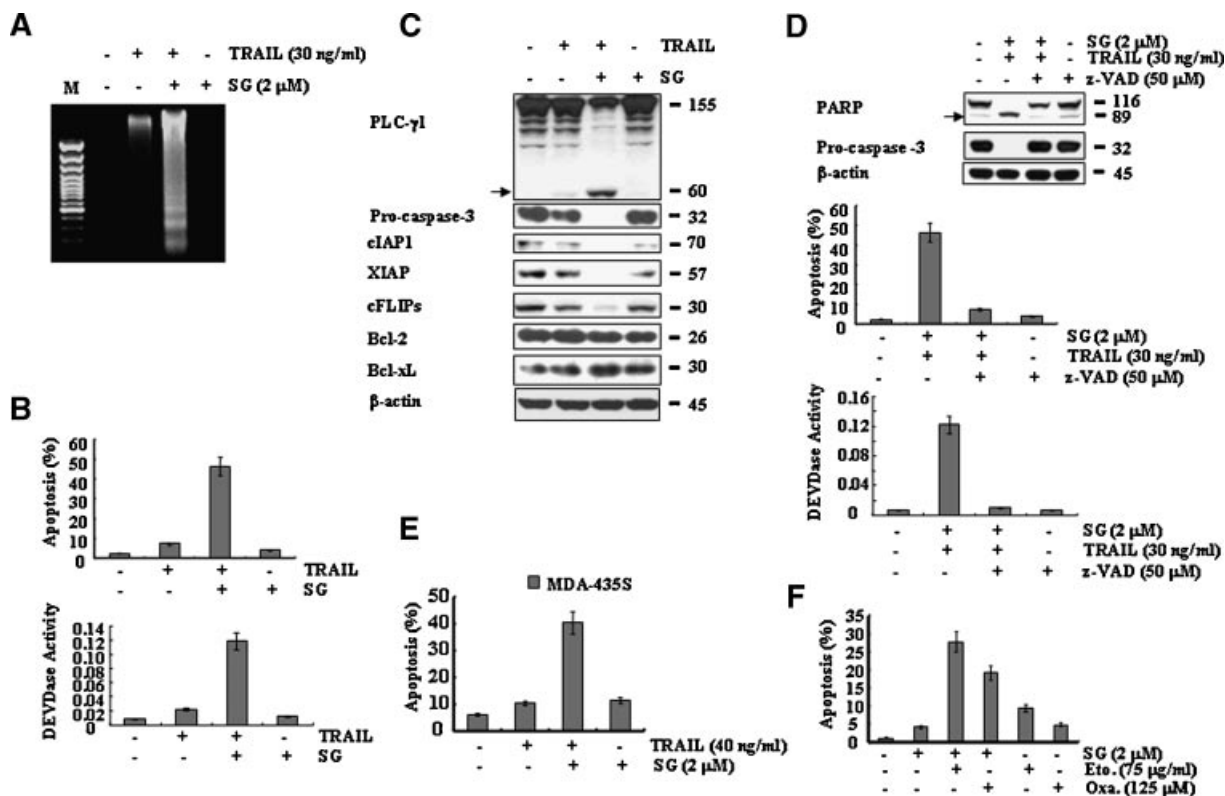 A
- + + - TRAIL (30 ng/ml)
M - - + + SG (2 µM)
B
Apoptosis (%)
60
50
40
30
20
10
0
- + + - TRAIL
- - + + SG
DEVDase Activity
0.14
0.12
0.10
0.08
0.06
0.04
0.02
0
- + + - TRAIL
- - + + SG
C
- + + - TRAIL
- - + + SG
PLC-γ1 155
60
Pro-caspase-3 32
cIAP1 70
XIAP 57
cFLIPs 30
Bcl-2 26
Bcl-xL 30
β-actin 45
D
- + + - SG (2 µM)
- + + - TRAIL (30 ng/ml)
- - + + z-VAD (50 µM)
PARP 116
89
Pro-caspase -3 32
β-actin 45
Apoptosis (%)
60
50
40
30
20
10
0
- + + - SG (2 µM)
- + + - TRAIL (30 ng/ml)
- - + + z-VAD (50 µM)
DEVDase Activity
0.16
0.12
0.08
0.04
0
- + + - SG (2 µM)
- + + - TRAIL (30 ng/ml)
- - + + z-VAD (50 µM)
E
MDA-435S
Apoptosis (%)
50
40
30
20
10
0
- + + - TRAIL (40 ng/ml)
- - + + SG (2 µM)
F
Apoptosis (%)
35
30
25
20
15
10
5
0
- + + + - - SG (2 µM)
- - + - + - Eto. (75 µg/ml)
- - - + - + Oxa. (125 µM)